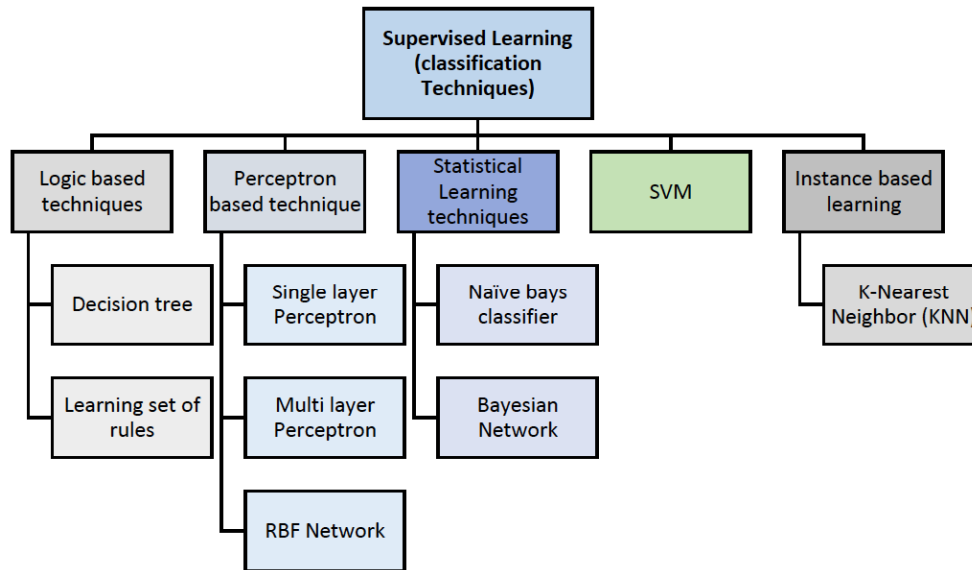 Supervised Learning
(classification
Techniques)
Logic based
techniques
Perceptron
based technique
Statistical
Learning
techniques
SVM
Instance based
learning
Decision tree
Single layer
Perceptron
Naïve bays
classifier
K-Nearest
Neighbor (KNN)
Learning set of
rules
Multi layer
Perceptron
Bayesian
Network
RBF Network